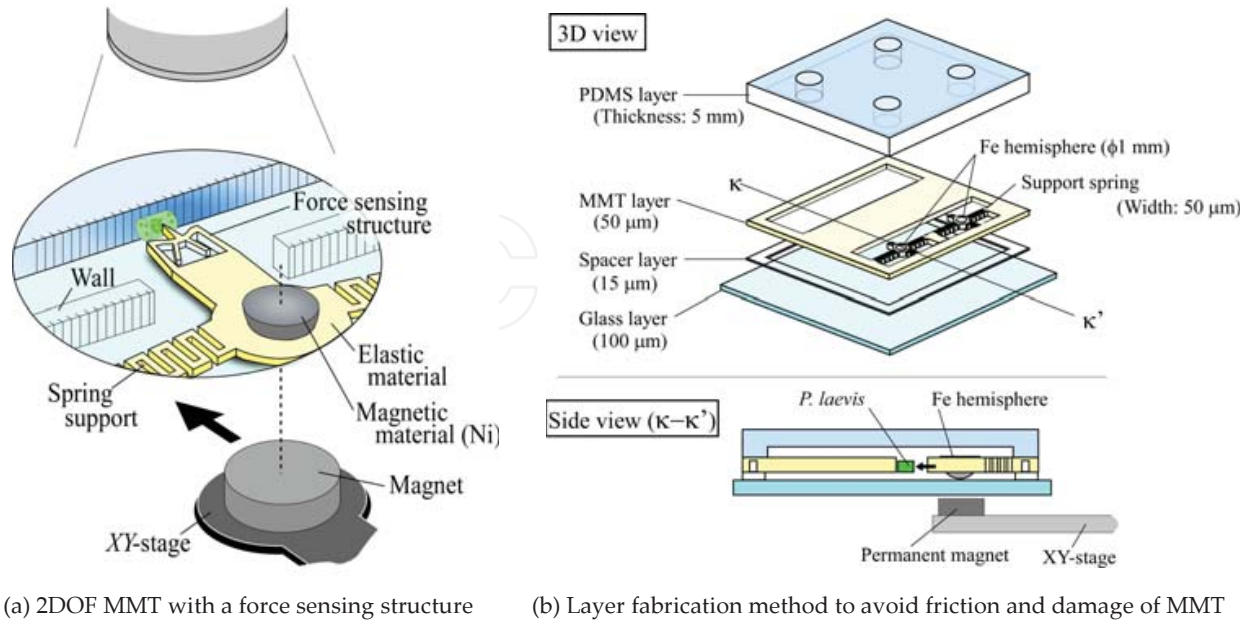 Force sensing
structure
Wall
Elastic
material
Spring
support
Magnetic
material (Ni)
Magnet
XY-stage
(a) 2DOF MMT with a force sensing structure
3D view
PDMS layer
(Thickness: 5 mm)
Fe hemisphere (ϕ1 mm)
κ
Support spring
(Width: 50 μm)
MMT layer
(50 μm)
Spacer layer
(15 μm)
Glass layer
(100 μm)
κ’
Side view (κ−κ’)
P. laevis
Fe hemisphere
Permanent magnet
XY-stage
(b) Layer fabrication method to avoid friction and damage of MMT